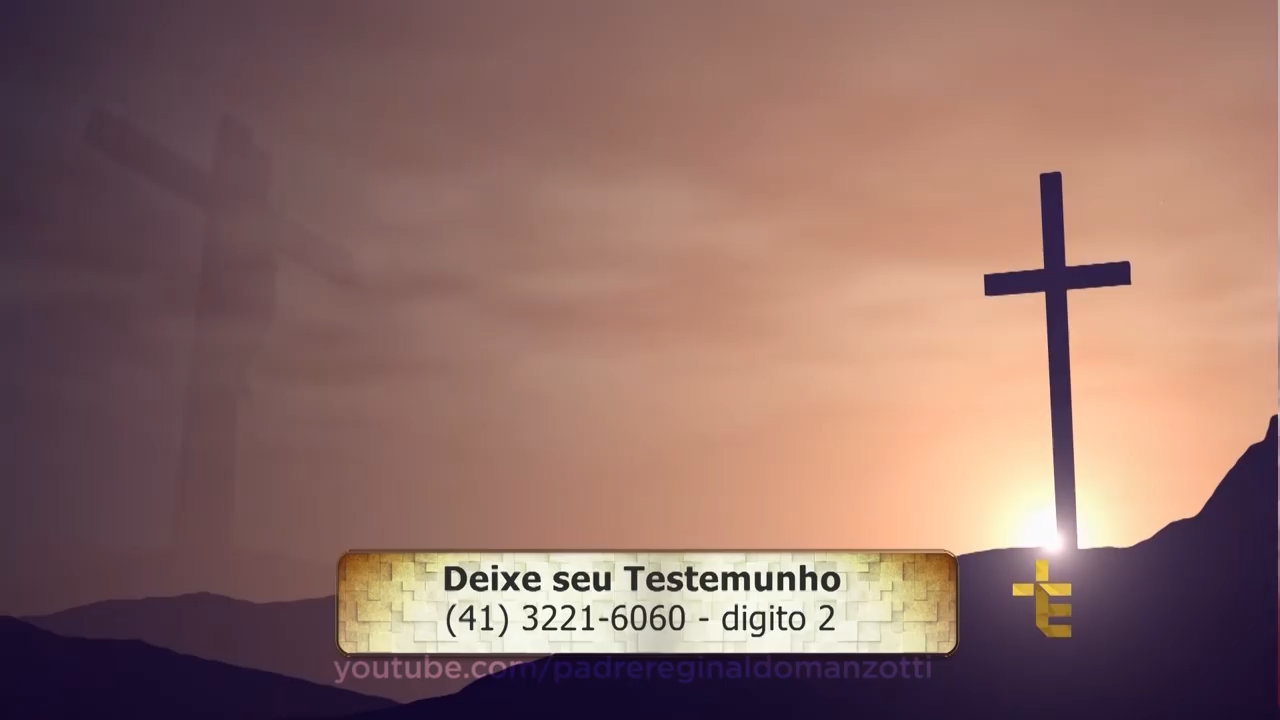 Deixe seu Testemunho
(41) 3221-6060 - digito 2
youtube.com/padrereginaldomanzotti